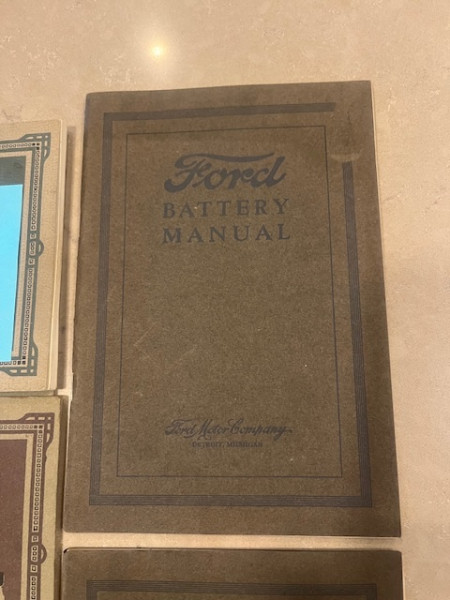 Ford
BATTERY
MANUAL
Ford Motor Company
DETROIT, MICHIGAN